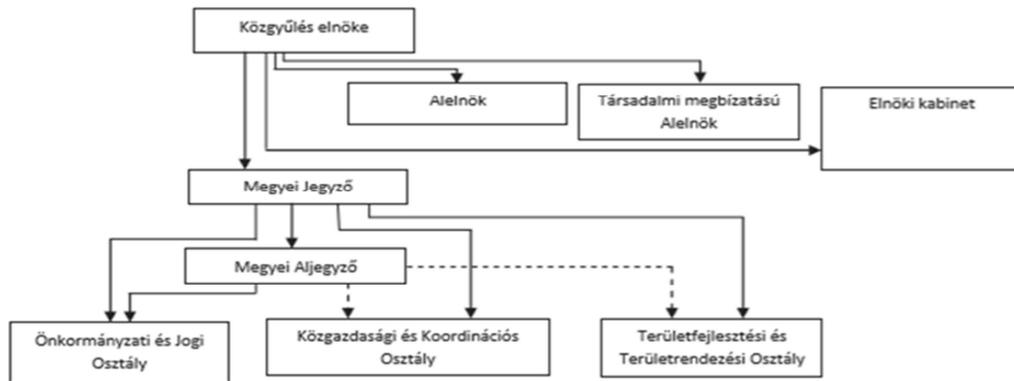 Közgyűlés elnöke
Alelnök
Társadalmi megbízatású
Alelnök
Elnöki kabinet
Megyei Jegyző
Megyei Aljegyző
Önkormányzati és Jogi
Osztály
Közgazdasági és Koordinációs
Osztály
Területfejlesztési és
Területrendezési Osztály